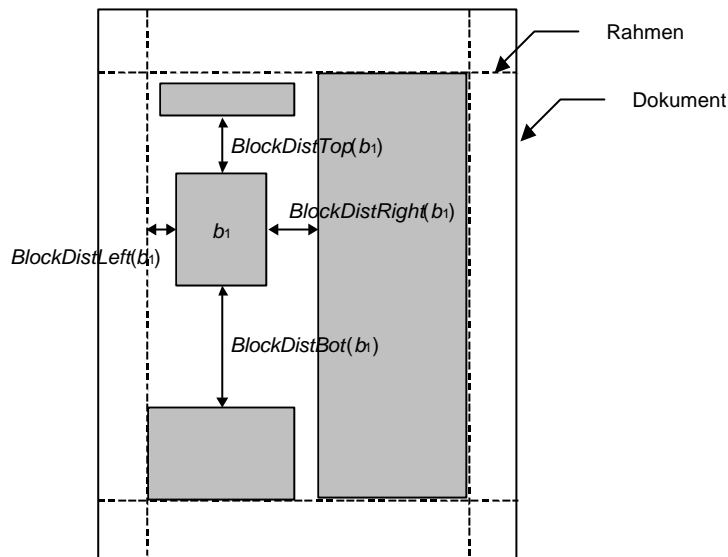 Rahmen
Dokument
BlockDistTop(b1)
BlockDistRight(b1)
b1
BlockDistLeft(b1)
BlockDistBot(b1)